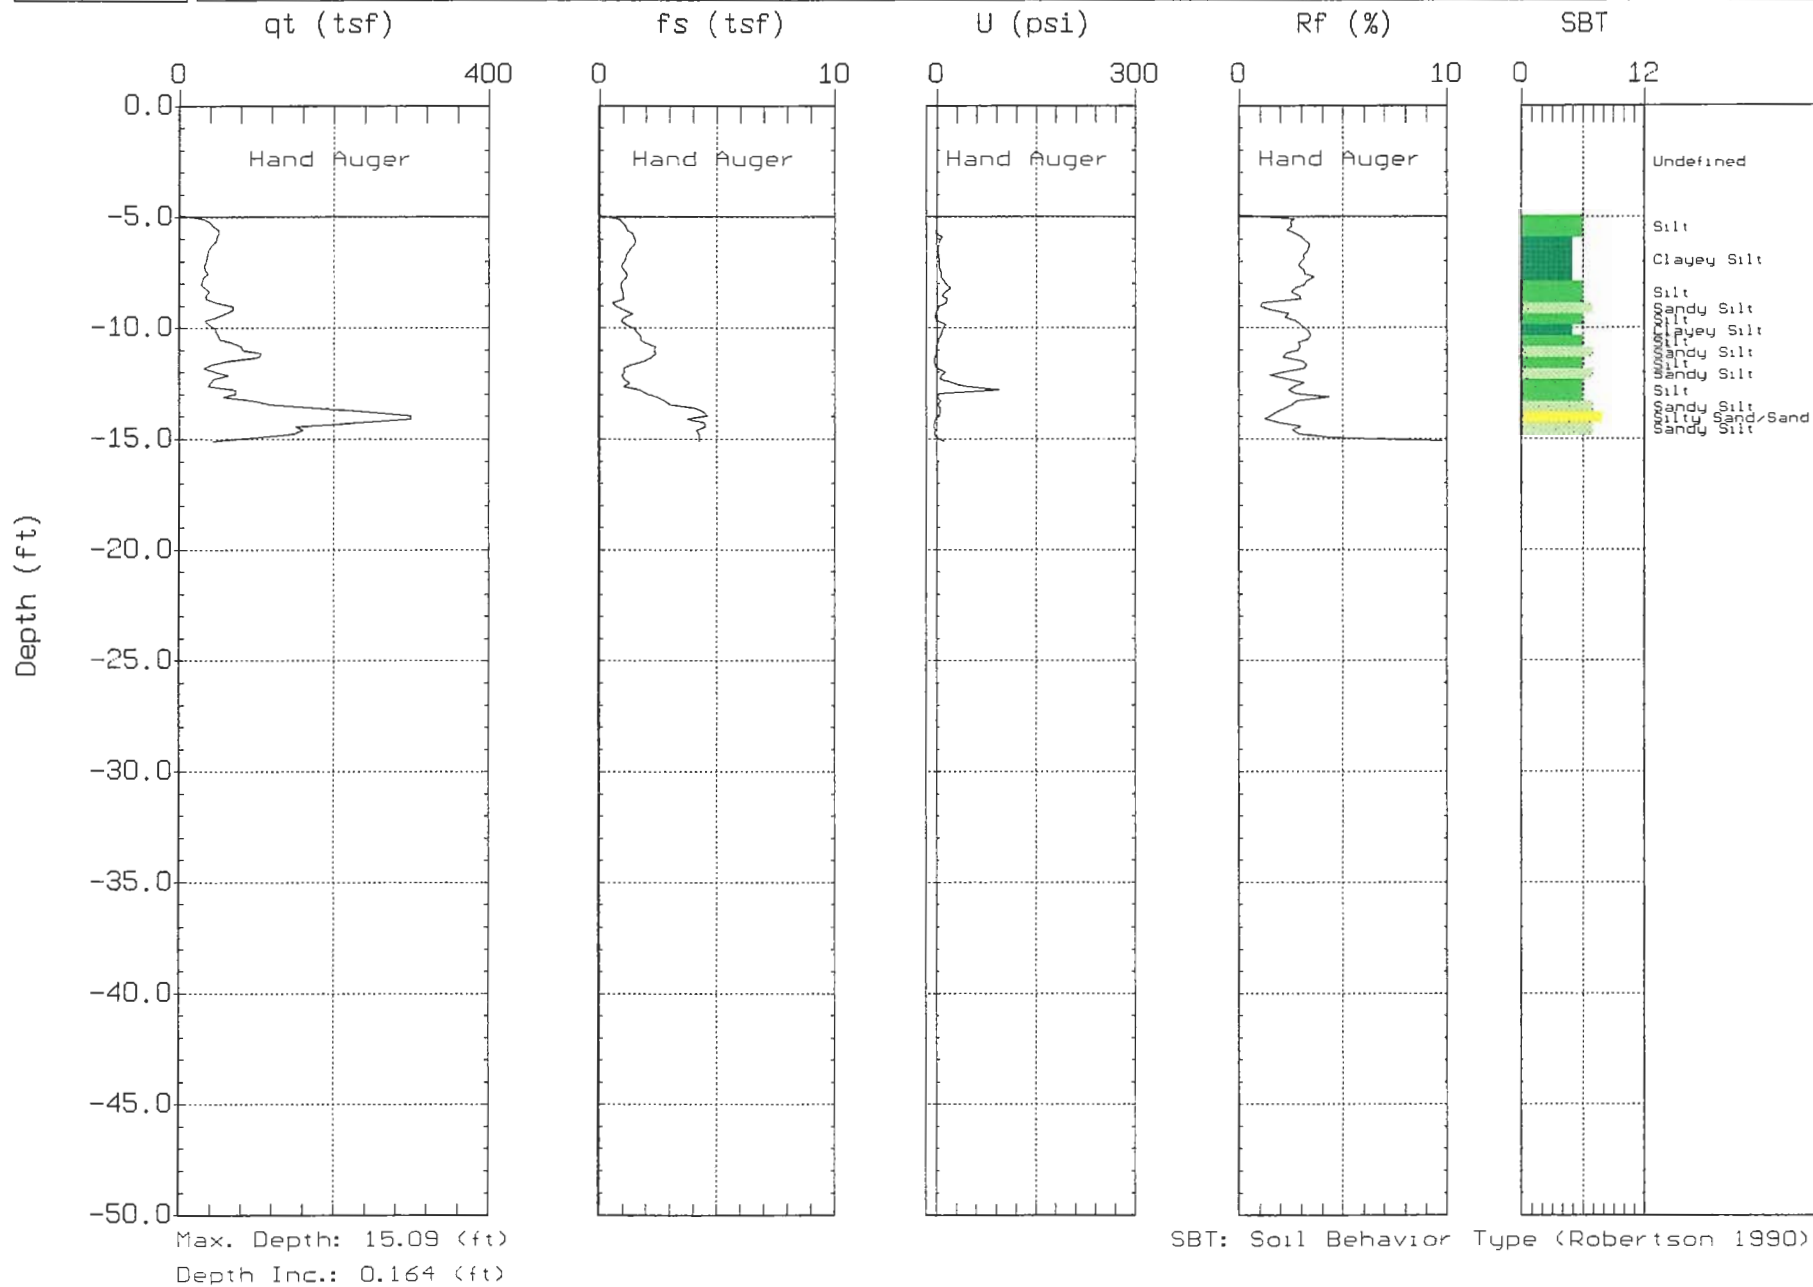 qt (tsf) fs (tsf) U (psi) Rf (%) SBT
0 400 0 10 0 300 0 10 0 12
0.0
Hand Auger Hand Auger Hand Auger Hand Auger Undefined
-5.0
Silt
Clayey Silt
Silt
Sandy Silt
Silt
-10.0
Clayey Silt
Silt
Sandy Silt
Silt
Sandy Silt
Silt
Sandy Silt
Silty Sand/Sand
Sandy Silt
-15.0
-20.0
Depth (ft)
-25.0
-30.0
-35.0
-40.0
-45.0
-50.0
Max. Depth: 15.09 (ft) SBT: Soil Behavior Type (Robertson 1990)
Depth Inc.: 0.164 (ft)